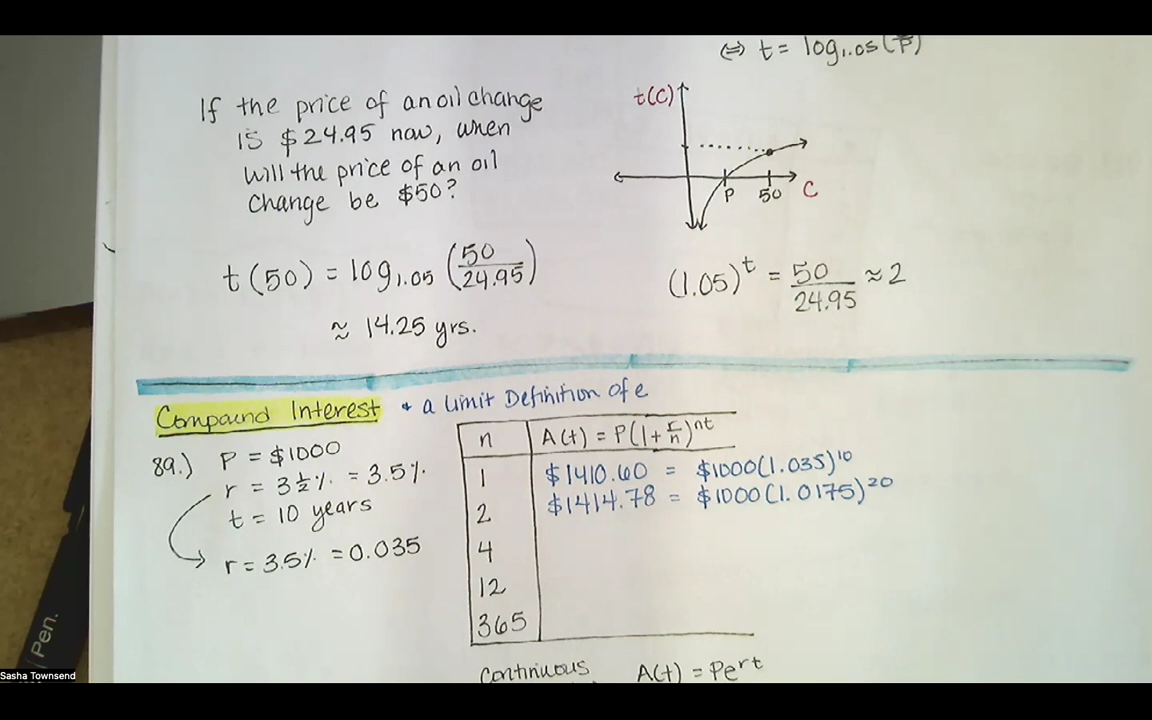 ⇔ t = log1.05(  /P)
If the price of an oil change
is $24.95 now, when
will the price of an oil
change be $50?
t(C)
P 50 C
t(50) = log1.05 (50/24.95)
≈ 14.25 yrs.
(1.05)^t = 50/24.95 ≈ 2
Compound Interest + a Limit Definition of e
89.) P = $1000
r = 3½% = 3.5%
t = 10 years
r = 3.5% = 0.035
n A(t) = P(1+r/n)^nt
1 $1410.60 = $1000(1.035)^10
2 $1414.78 = $1000(1.0175)^20
4
12
365
Continuous A(t) = Pe^rt
Pen.
Sasha Townsend